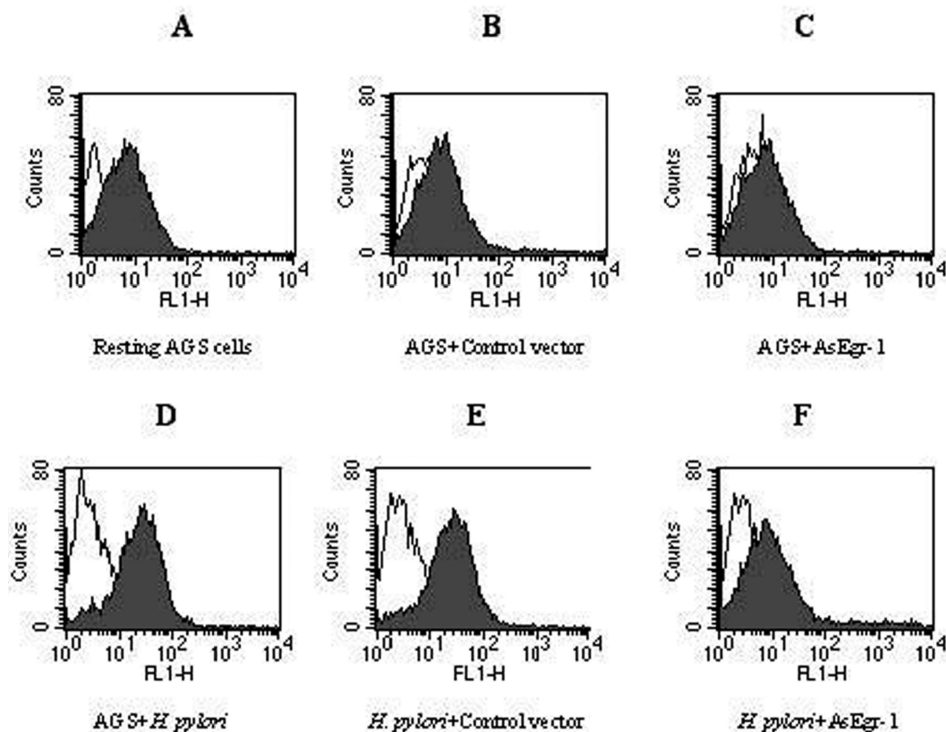 A B C
80 80 80
Counts Counts Counts
0 0 0
10^0 10^1 10^2 10^3 10^4 10^0 10^1 10^2 10^3 10^4 10^0 10^1 10^2 10^3 10^4
FL1-H FL1-H FL1-H
Resting AGS cells AGS+Control vector AGS+AsEgr-1
D E F
80 80 80
Counts Counts Counts
0 0 0
10^0 10^1 10^2 10^3 10^4 10^0 10^1 10^2 10^3 10^4 10^0 10^1 10^2 10^3 10^4
FL1-H FL1-H FL1-H
AGS+H pylori H. pylori+Control vector H pylori+AsEgr-1